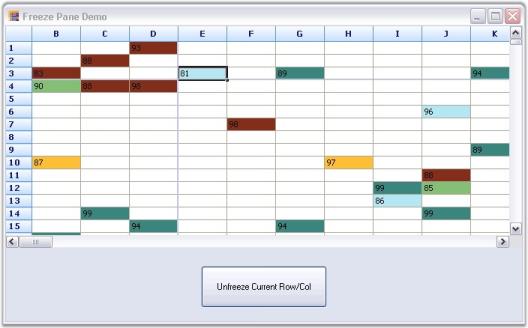 Freeze Pane Demo
B C D E F G H I J K
1 93
2 88
3 83 81 89 94
4 90 88 98
5
6 96
7 98
8
9 89
10 87 97
11 88
12 99 85
13 86
14 99 99
15 94 94
Unfreeze Current Row/Col